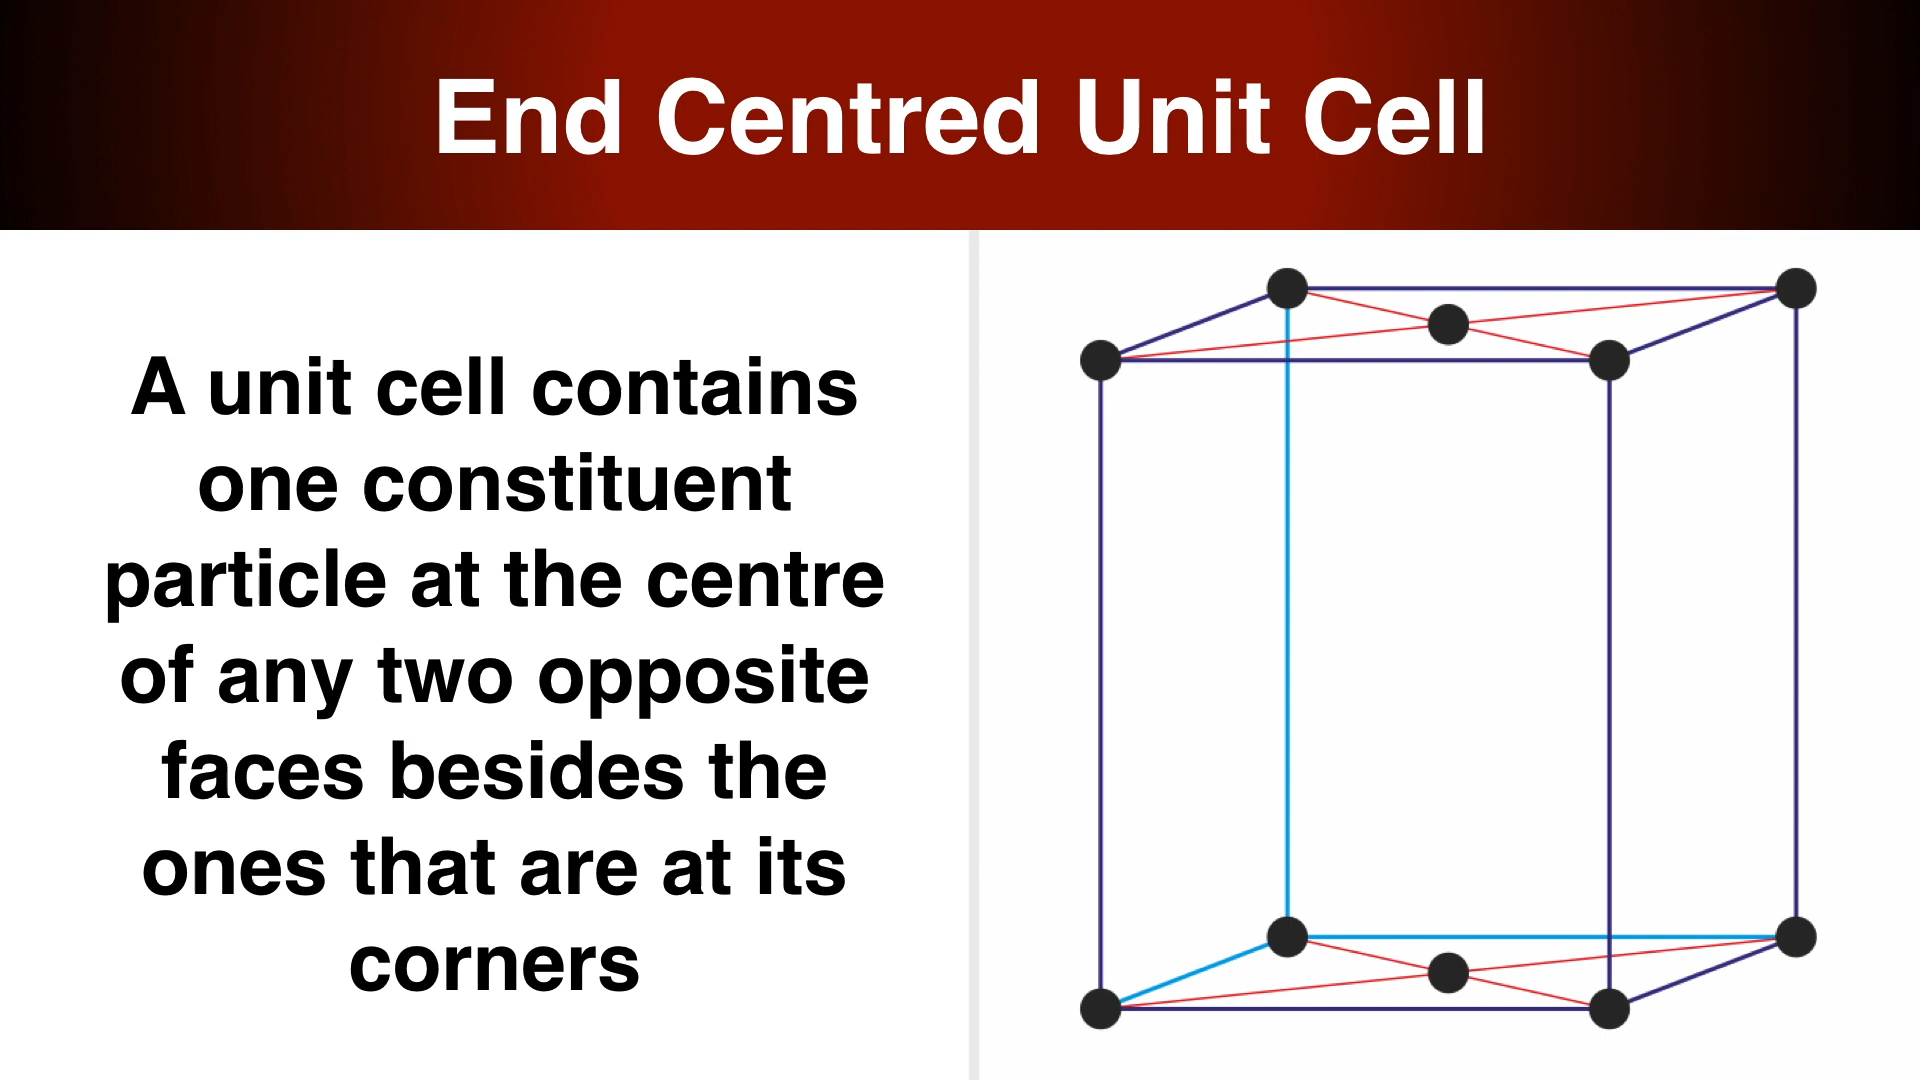 End Centred Unit Cell
A unit cell contains
one constituent
particle at the centre
of any two opposite
faces besides the
ones that are at its
corners